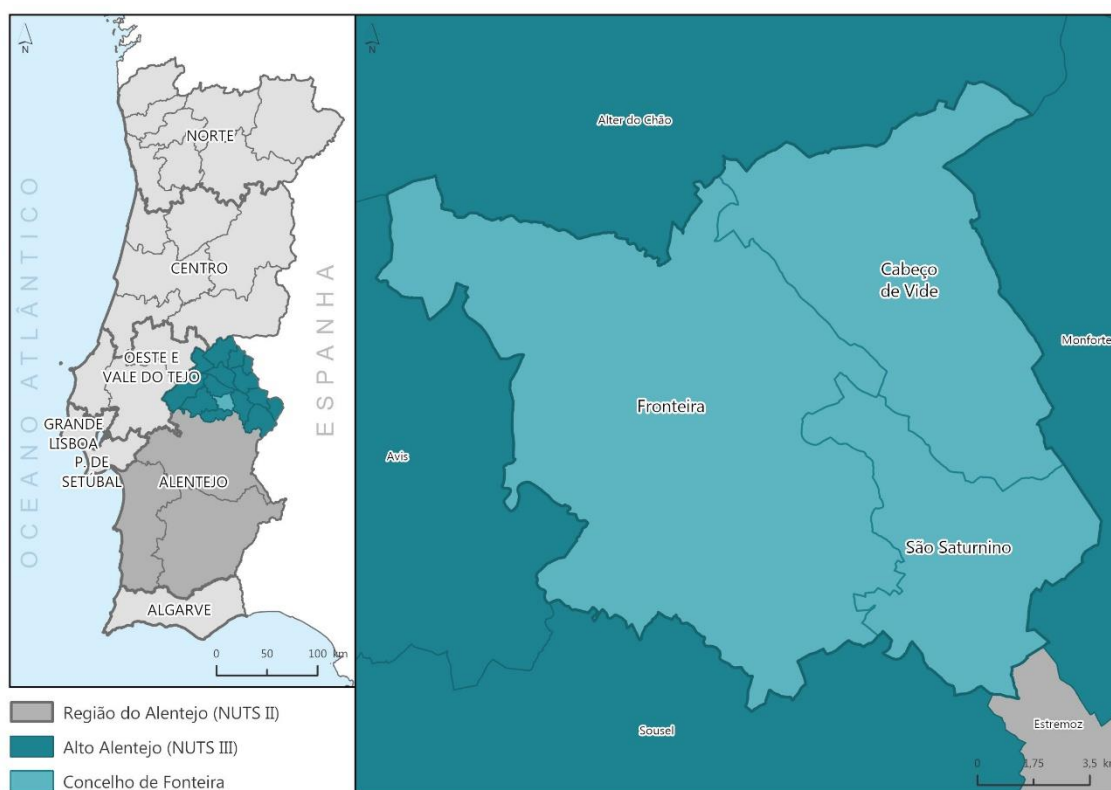 N
NORTE
CENTRO
OESTE E
VALE DO TEJO
GRANDE
LISBOA
P. DE
SETÚBAL
ALENTEJO
ALGARVE
OCEANO ATLÂNTICO
ESPANHA
0 50 100 km
Região do Alentejo (NUTS II)
Alto Alentejo (NUTS III)
Concelho de Fonteira
N
Alter do Chão
Cabeço
de Vide
Monforte
Fronteira
Avis
São Saturnino
Sousel
Estremoz
0 1,75 3,5 km